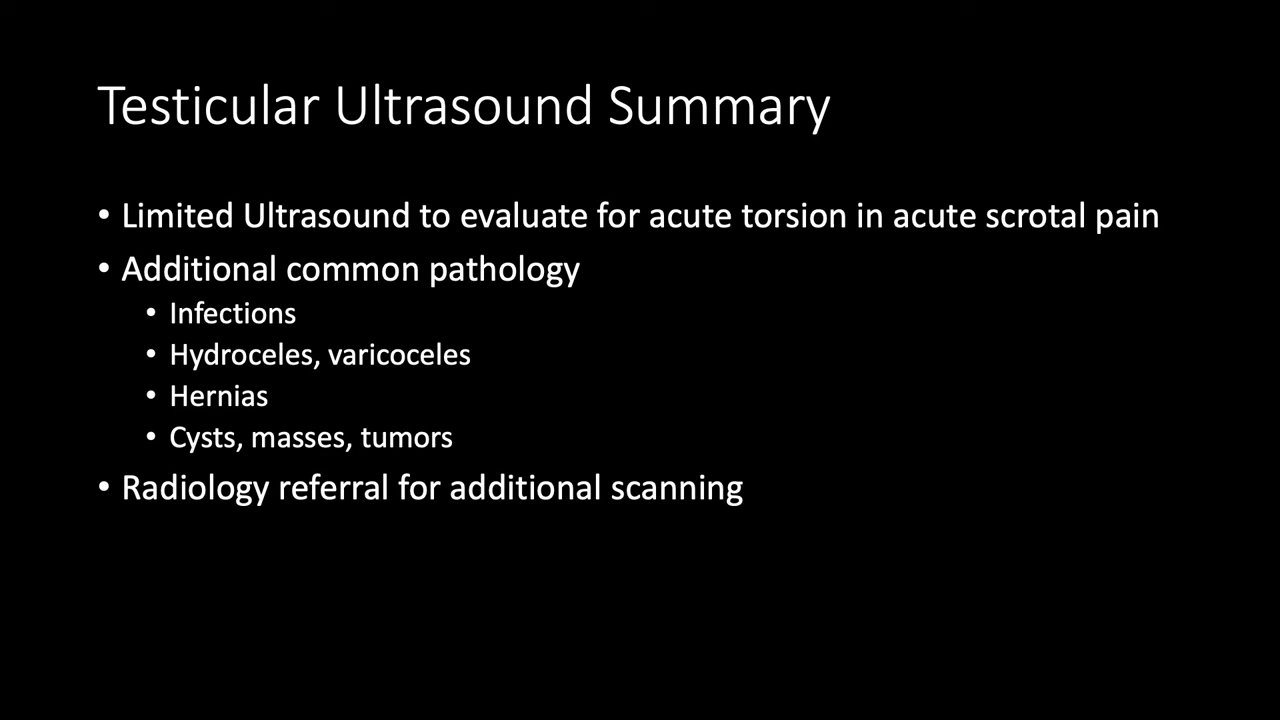 Testicular Ultrasound Summary
• Limited Ultrasound to evaluate for acute torsion in acute scrotal pain
• Additional common pathology
• Infections
• Hydroceles, varicoceles
• Hernias
• Cysts, masses, tumors
• Radiology referral for additional scanning